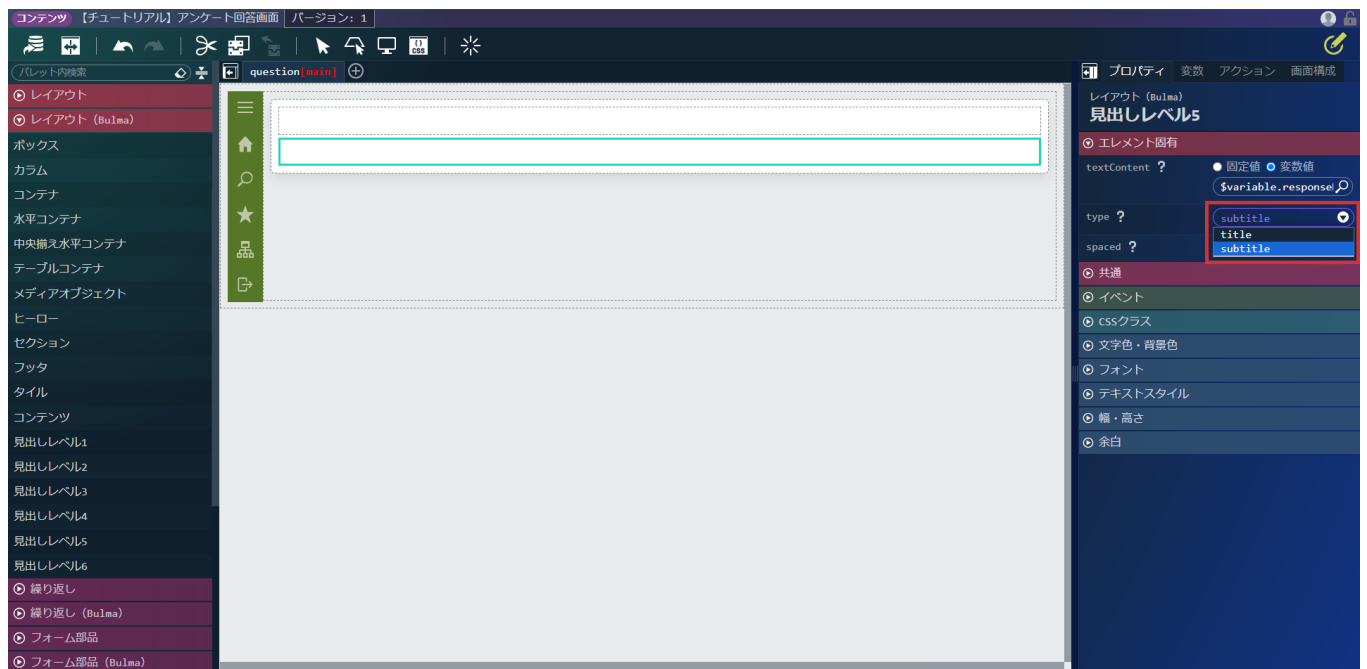 コンテンツ 【チュートリアル】アンケート回答画面 バージョン: 1
CSS
パレット内検索
question[main]
プロパティ 変数 アクション 画面構成
レイアウト
レイアウト (Bulma)
ボックス
カラム
コンテナ
水平コンテナ
中央揃え水平コンテナ
テーブルコンテナ
メディアオブジェクト
ヒーロー
セクション
フッタ
タイル
コンテンツ
見出しレベル1
見出しレベル2
見出しレベル3
見出しレベル4
見出しレベル5
見出しレベル6
繰り返し
繰り返し (Bulma)
フォーム部品
フォーム部品 (Bulma)
レイアウト (Bulma)
見出しレベル5
エレメント固有
textContent ? 固定値 変数値
$variable.response
type ? subtitle
title
subtitle
spaced ?
共通
イベント
CSSクラス
文字色・背景色
フォント
テキストスタイル
幅・高さ
余白